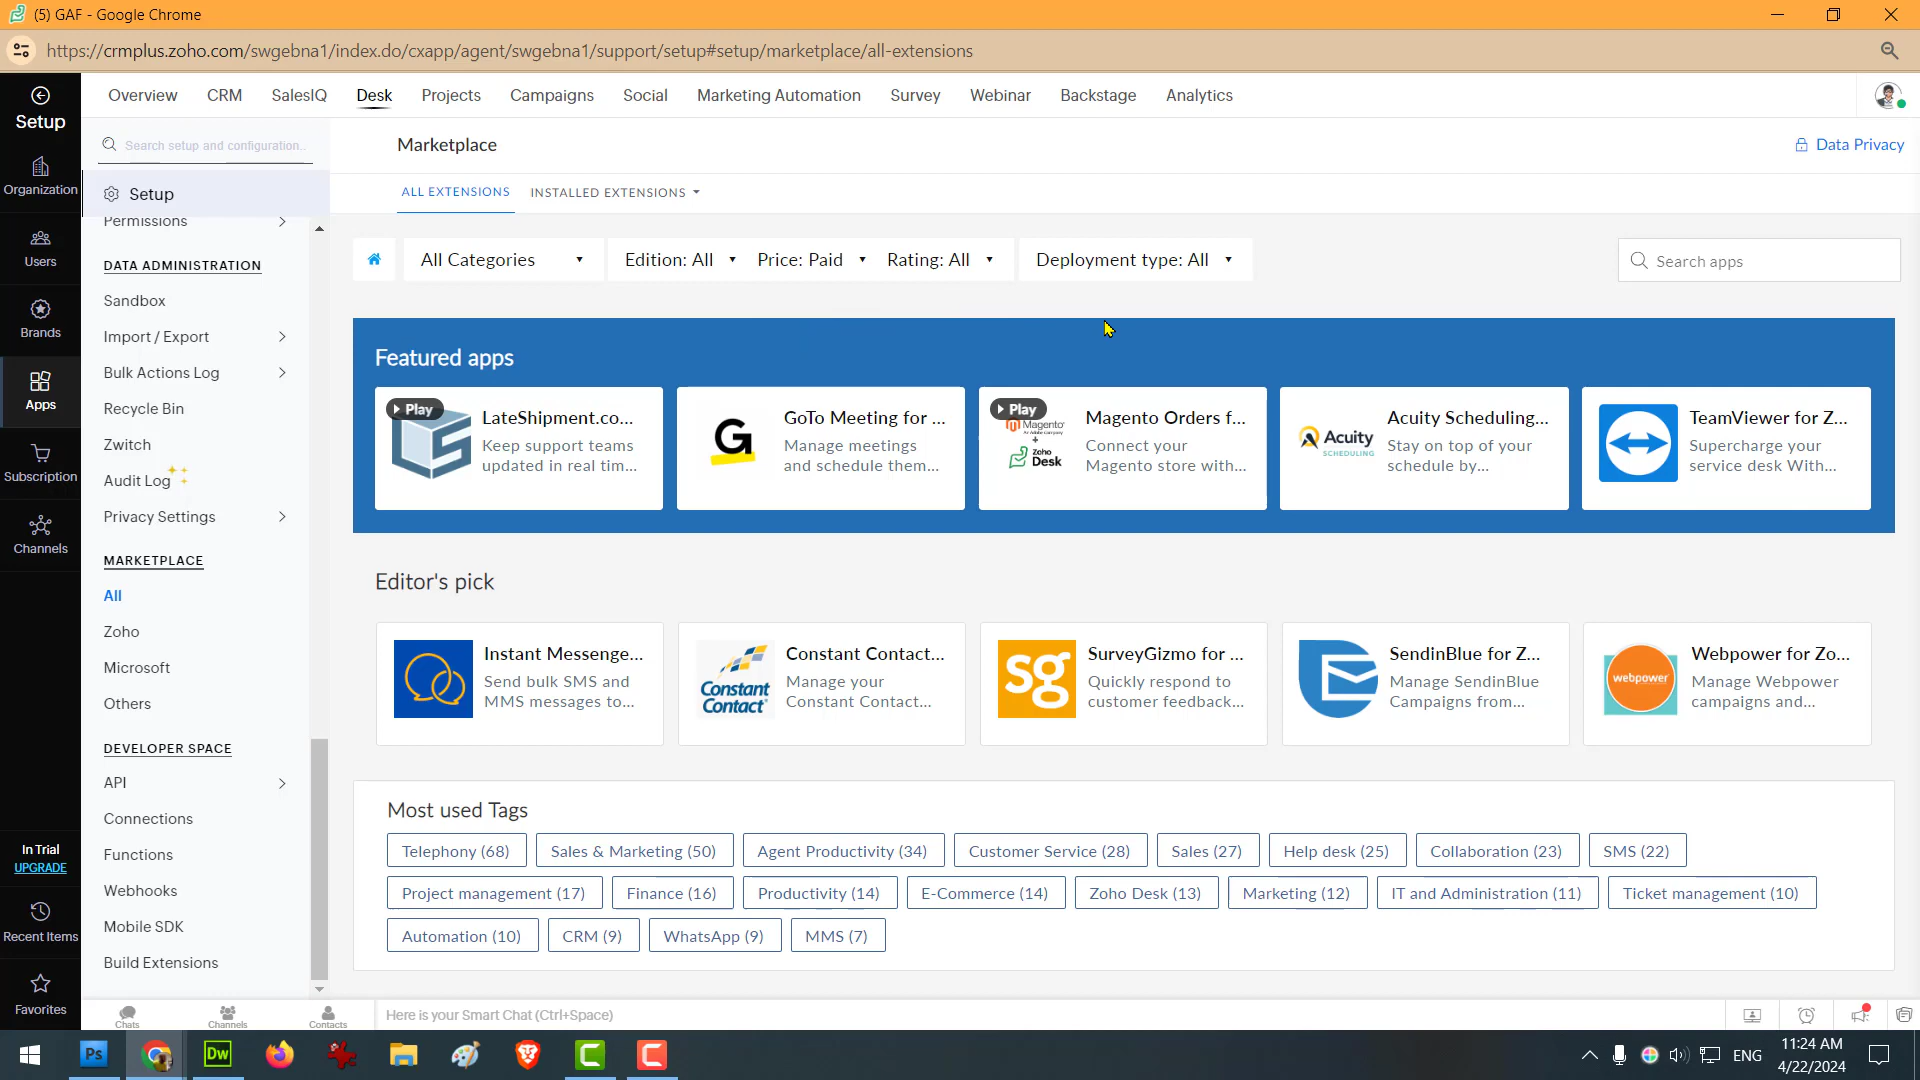 (5) GAF - Google Chrome
https://crmplus.zoho.com/swgebna1/index.do/cxapp/agent/swgebna1/support/setup#setup/marketplace/all-extensions
Setup
Overview CRM SalesIQ Desk Projects Campaigns Social Marketing Automation Survey Webinar Backstage Analytics
Search setup and configuration..
Marketplace
Data Privacy
Organization
Users
Brands
Apps
Subscription
Channels
In Trial
UPGRADE
Recent Items
Favorites
Setup
Permissions
DATA ADMINISTRATION
Sandbox
Import / Export
Bulk Actions Log
Recycle Bin
Zwitch
Audit Log
Privacy Settings
MARKETPLACE
All
Zoho
Microsoft
Others
DEVELOPER SPACE
API
Connections
Functions
Webhooks
Mobile SDK
Build Extensions
ALL EXTENSIONS INSTALLED EXTENSIONS
All Categories Edition: All Price: Paid Rating: All Deployment type: All
Search apps
Featured apps
Play
LateShipment.co...
Keep support teams
updated in real tim...
G
GoTo Meeting for ...
Manage meetings
and schedule them...
Play
Magento
An Adobe Company
+
Zoho
Desk
Magento Orders f...
Connect your
Magento store with...
Acuity
SCHEDULING
Acuity Scheduling...
Stay on top of your
schedule by...
TeamViewer for Z...
Supercharge your
service desk With...
Editor's pick
Instant Messenge...
Send bulk SMS and
MMS messages to...
Constant
Contact
Constant Contact...
Manage your
Constant Contact...
sg
SurveyGizmo for ...
Quickly respond to
customer feedback...
SendinBlue for Z...
Manage SendinBlue
Campaigns from...
webpower
Webpower for Zo...
Manage Webpower
campaigns and...
Most used Tags
Telephony (68) Sales & Marketing (50) Agent Productivity (34) Customer Service (28) Sales (27) Help desk (25) Collaboration (23) SMS (22)
Project management (17) Finance (16) Productivity (14) E-Commerce (14) Zoho Desk (13) Marketing (12) IT and Administration (11) Ticket management (10)
Automation (10) CRM (9) WhatsApp (9) MMS (7)
Chats Channels Contacts
Here is your Smart Chat (Ctrl+Space)
Ps
Dw
ENG
11:24 AM
4/22/2024